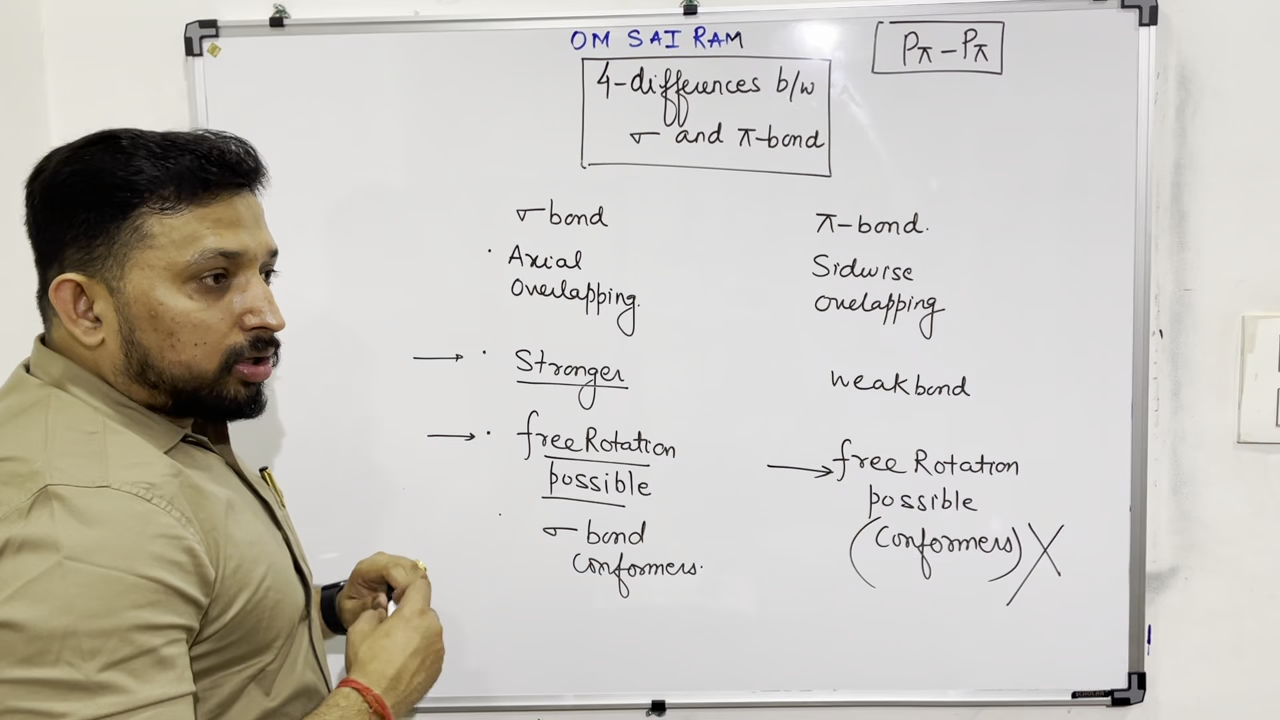 OM SAI RAM
Pπ-Pπ
4-differences b/w
σ and π-bond
σ bond
Axial
Overlapping.
→ Stronger
→ free Rotation
possible
σ bond
conformers.
π-bond.
Sidwise
ovelapping
weak bond
→ free Rotation
possible
(Conformers) X